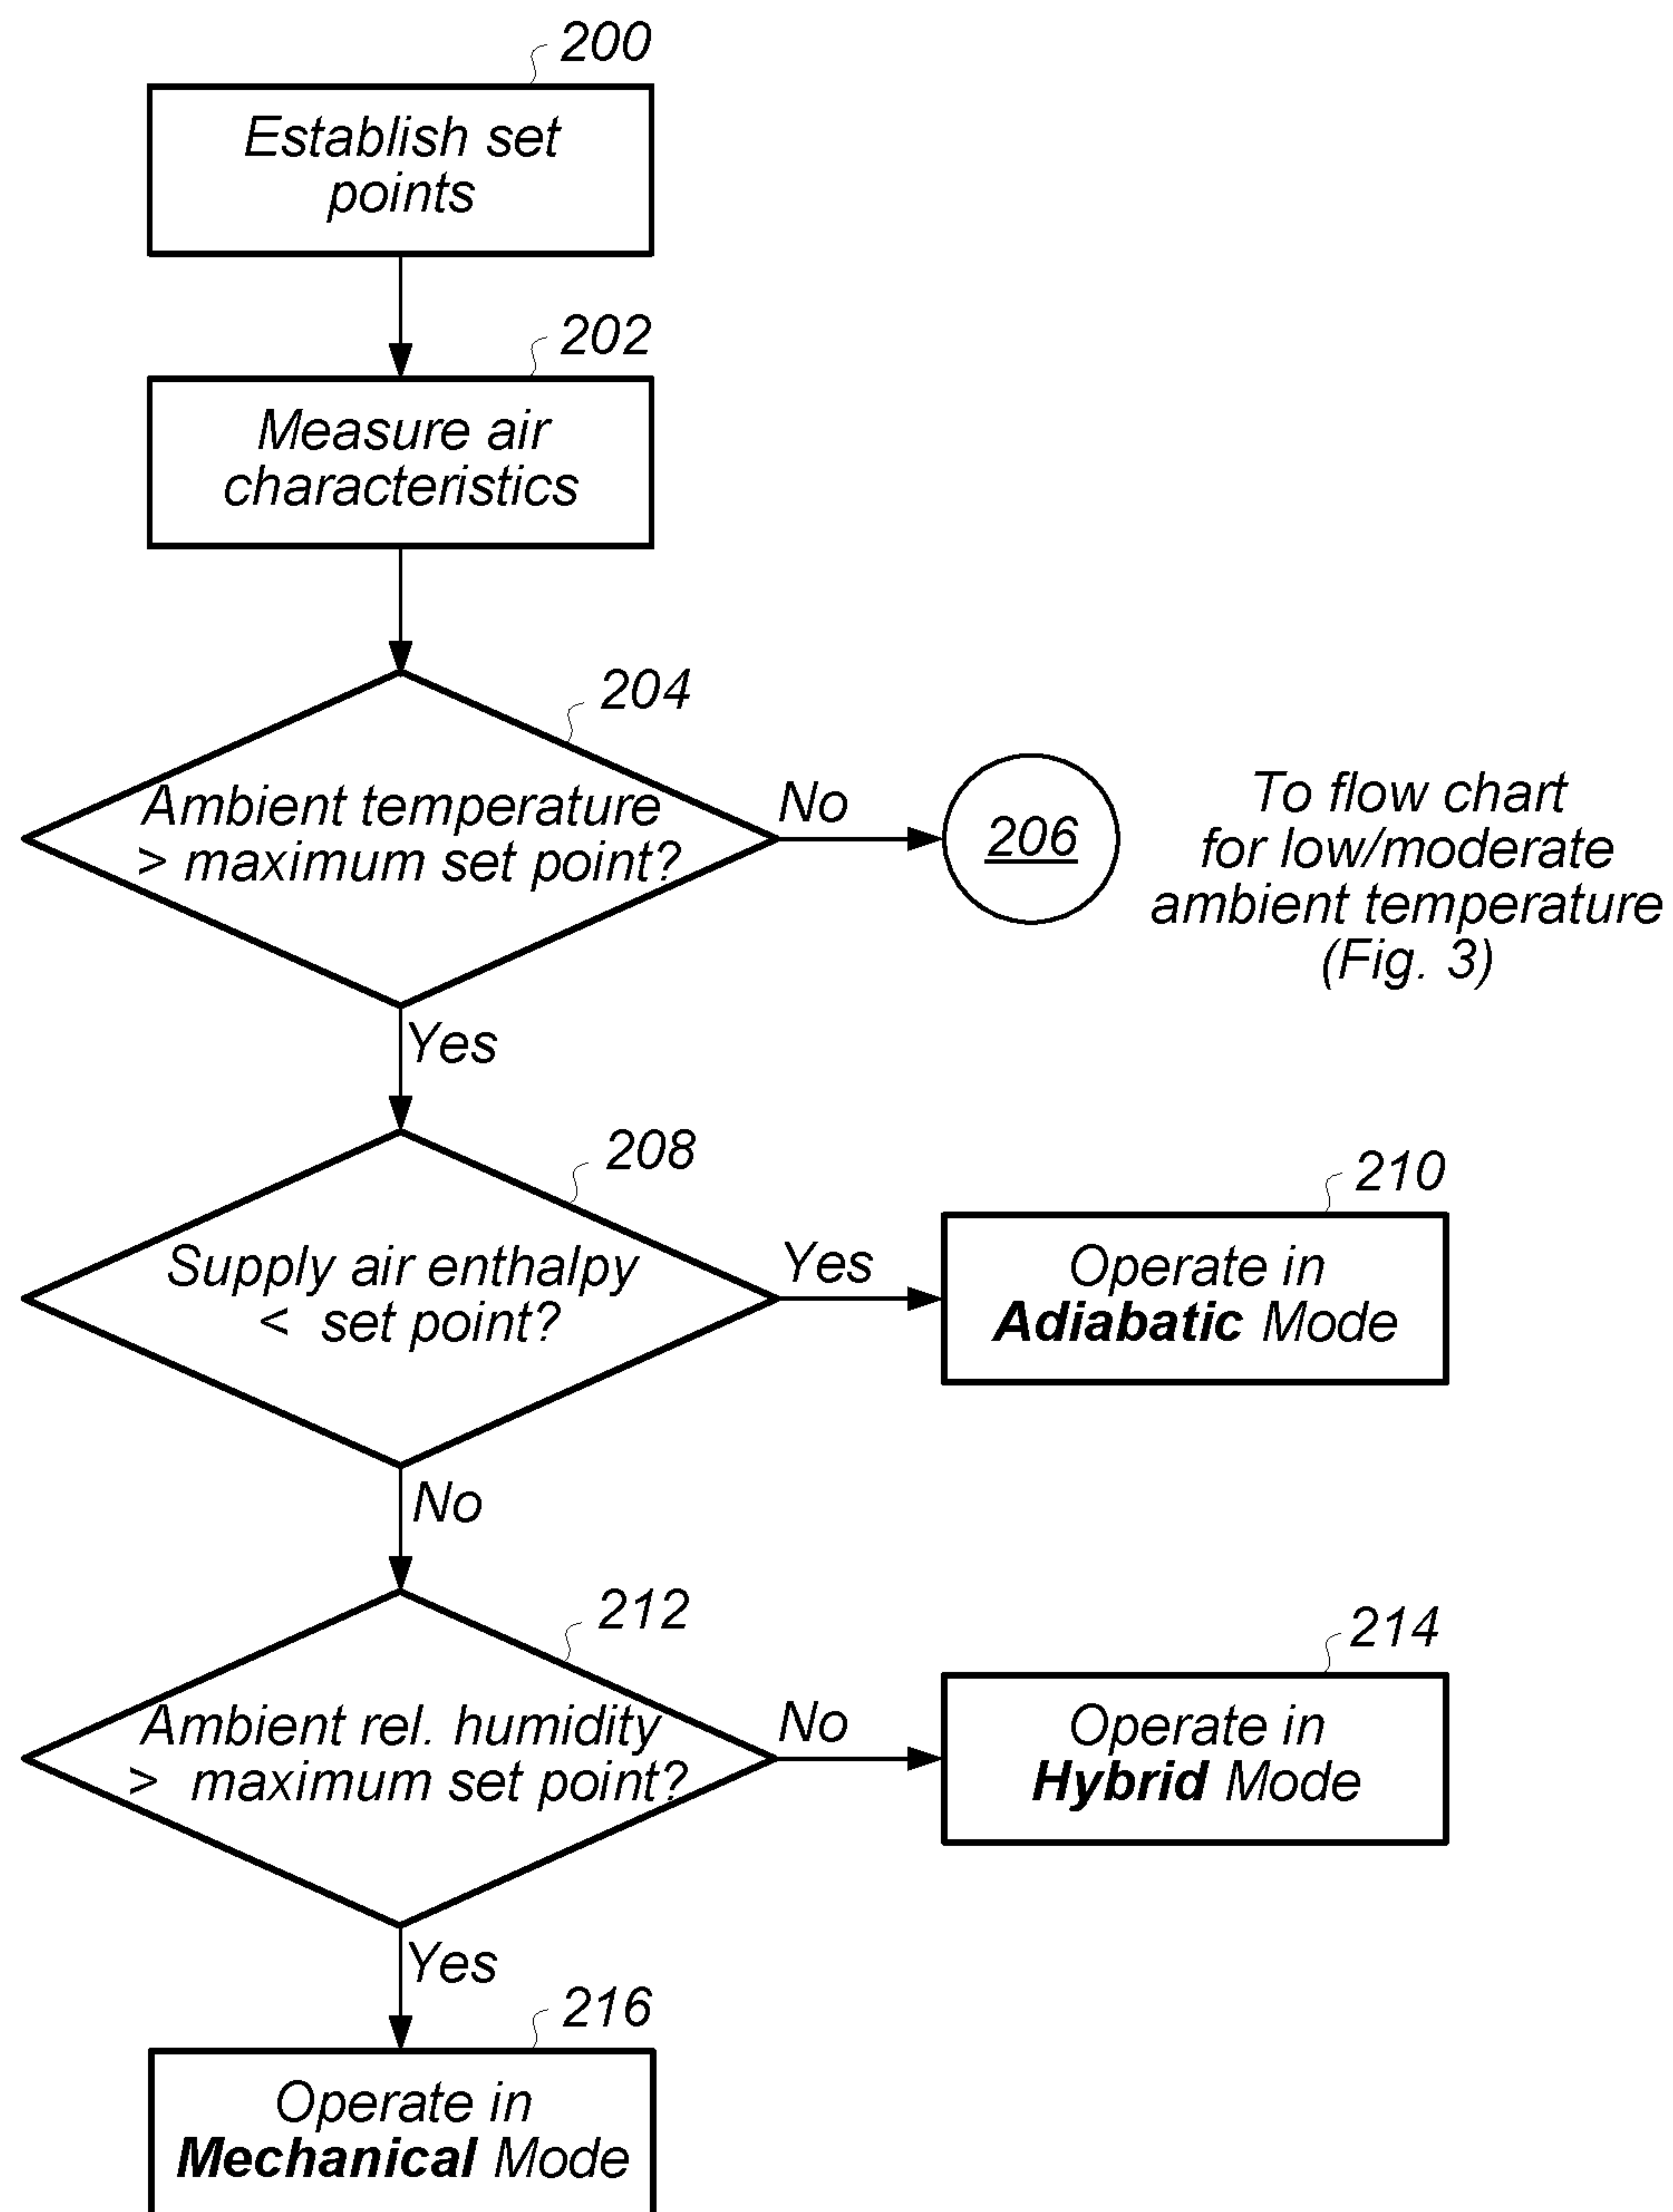 200
Establish set
points
202
Measure air
characteristics
204
Ambient temperature
> maximum set point?
No
206
To flow chart
for low/moderate
ambient temperature
(Fig. 3)
Yes
208
Supply air enthalpy
< set point?
Yes
210
Operate in
Adiabatic Mode
No
212
Ambient rel. humidity
> maximum set point?
No
214
Operate in
Hybrid Mode
Yes
216
Operate in
Mechanical Mode